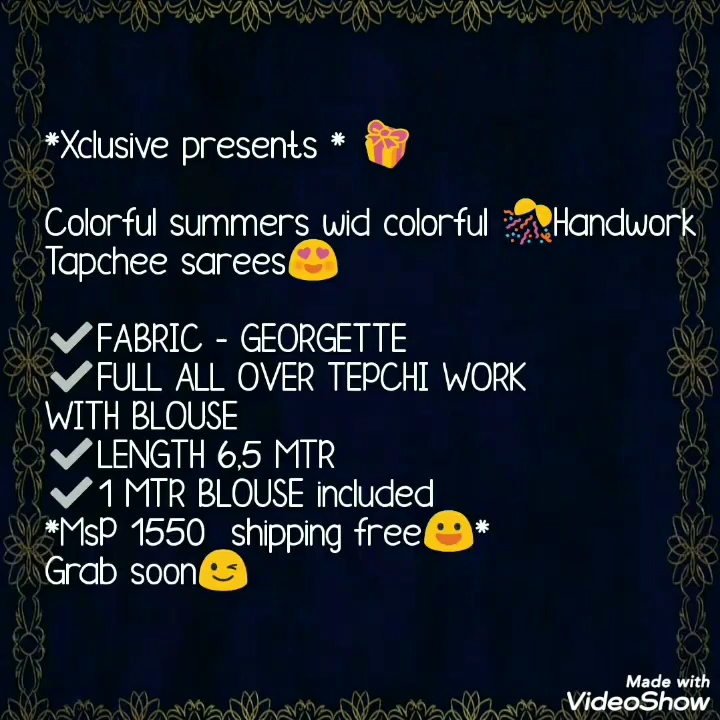 *Xclusive presents * 🎁
Colorful summers wid colorful 🎊Handwork
Tapchee sarees😍
✔FABRIC - GEORGETTE
✔FULL ALL OVER TEPCHI WORK
WITH BLOUSE
✔LENGTH 6,5 MTR
✔1 MTR BLOUSE included
*MsP 1550  shipping free😃*
Grab soon😉
Made with
VideoShow